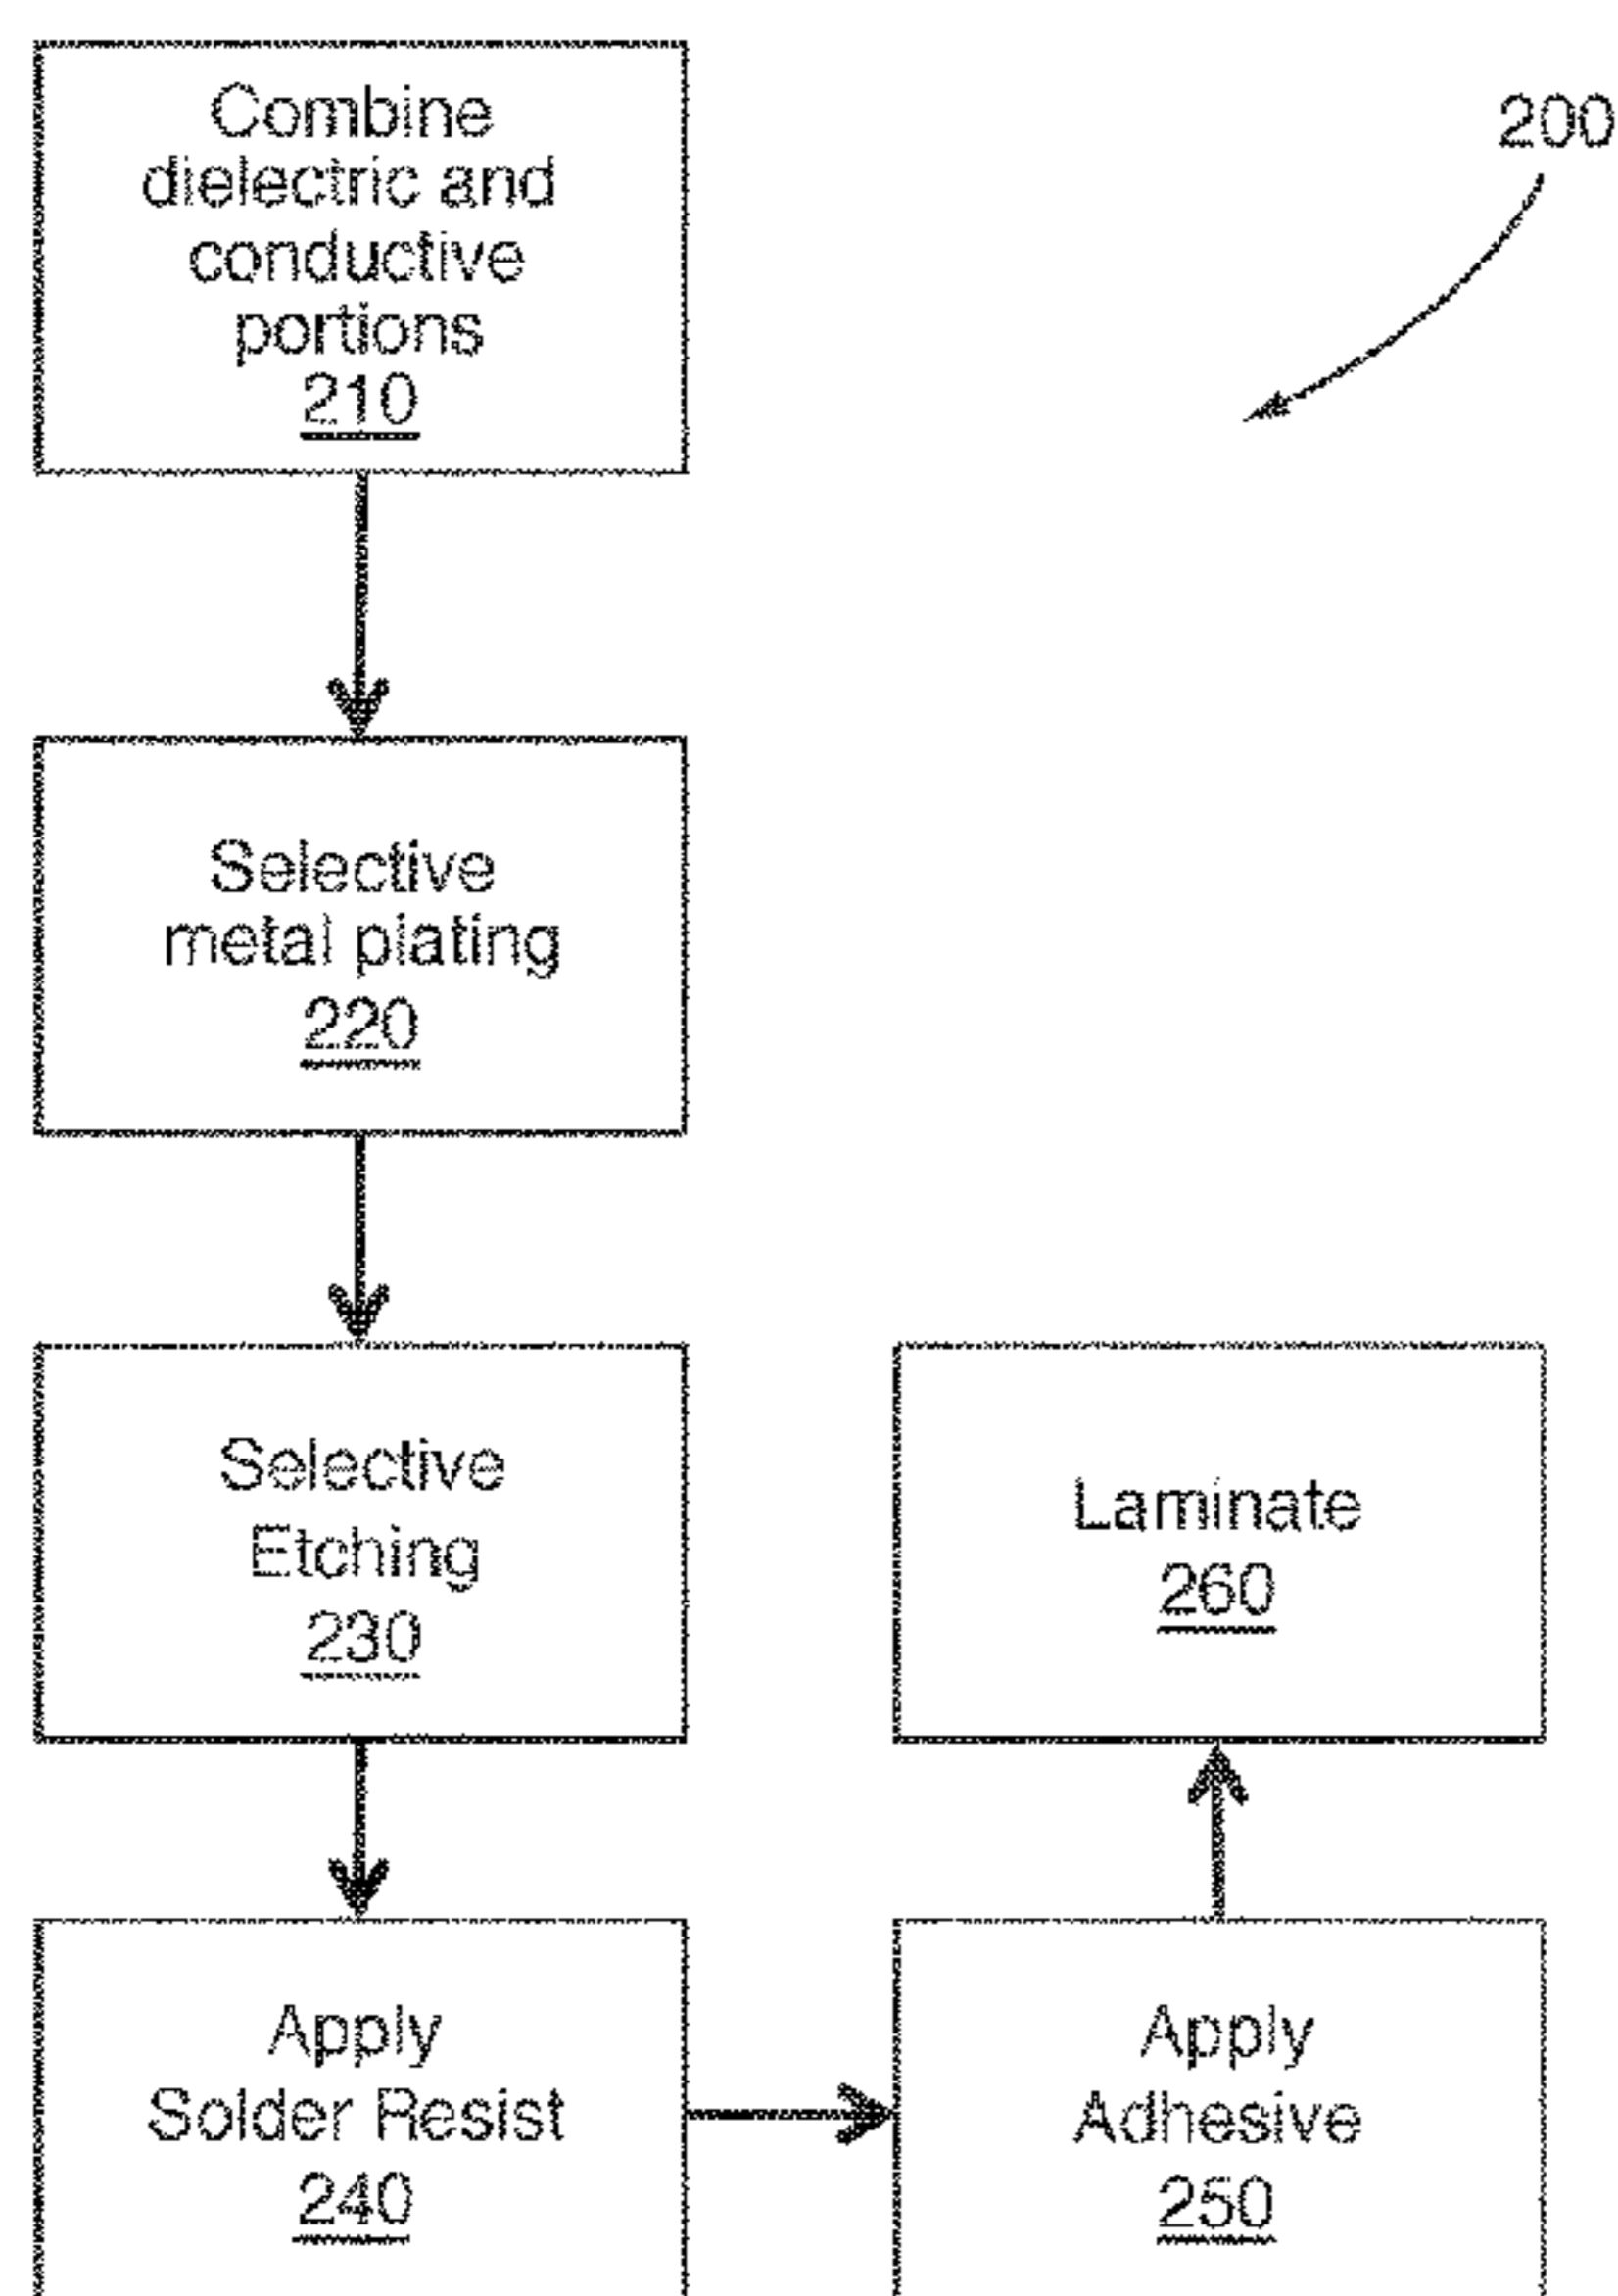 Combine
dielectric and
conductive
portions
210
200
Selective
metal plating
220
Selective
Etching
230
Apply
Solder Resist
240
Apply
Adhesive
250
Laminate
260